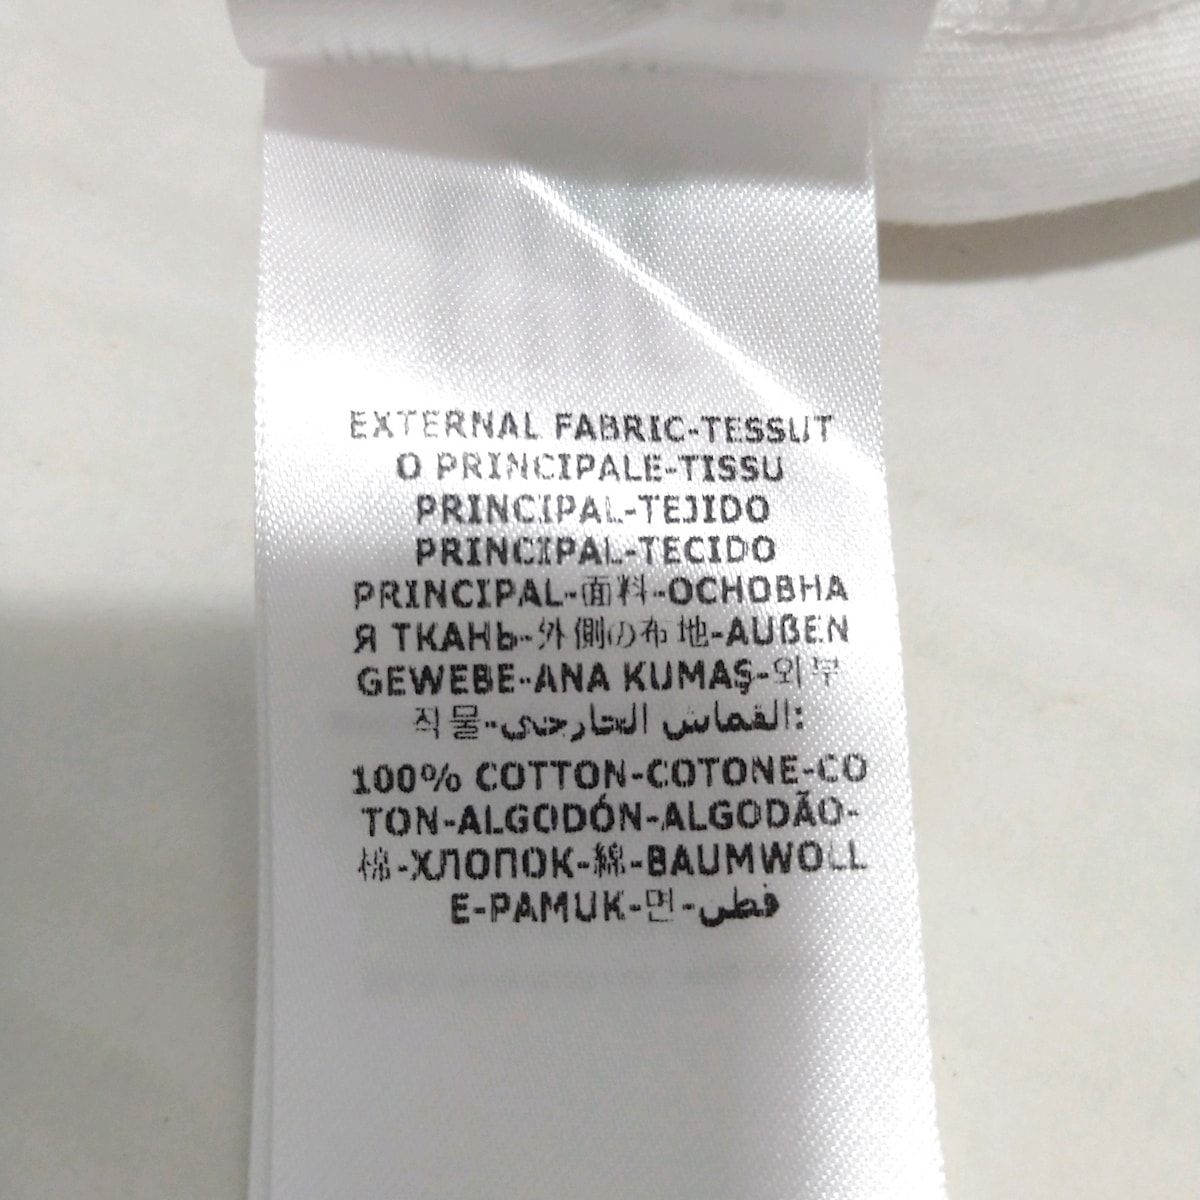 EXTERNAL FABRIC-TESSUT
O PRINCIPALE-TISSU
PRINCIPAL-TEJIDO
PRINCIPAL-TECIDO
PRINCIPAL-面料-ОСНОВНА
Я ТКАНЬ-外側の布地-AUßEN
GEWEBE-ANA KUMAŞ-외부
직물-القماش الخارجي:
100% COTTON-COTONE-CO
TON-ALGODÓN-ALGODÃO-
棉-ХЛОПОК-綿-BAUMWOLL
E-PAMUK-면-قطن